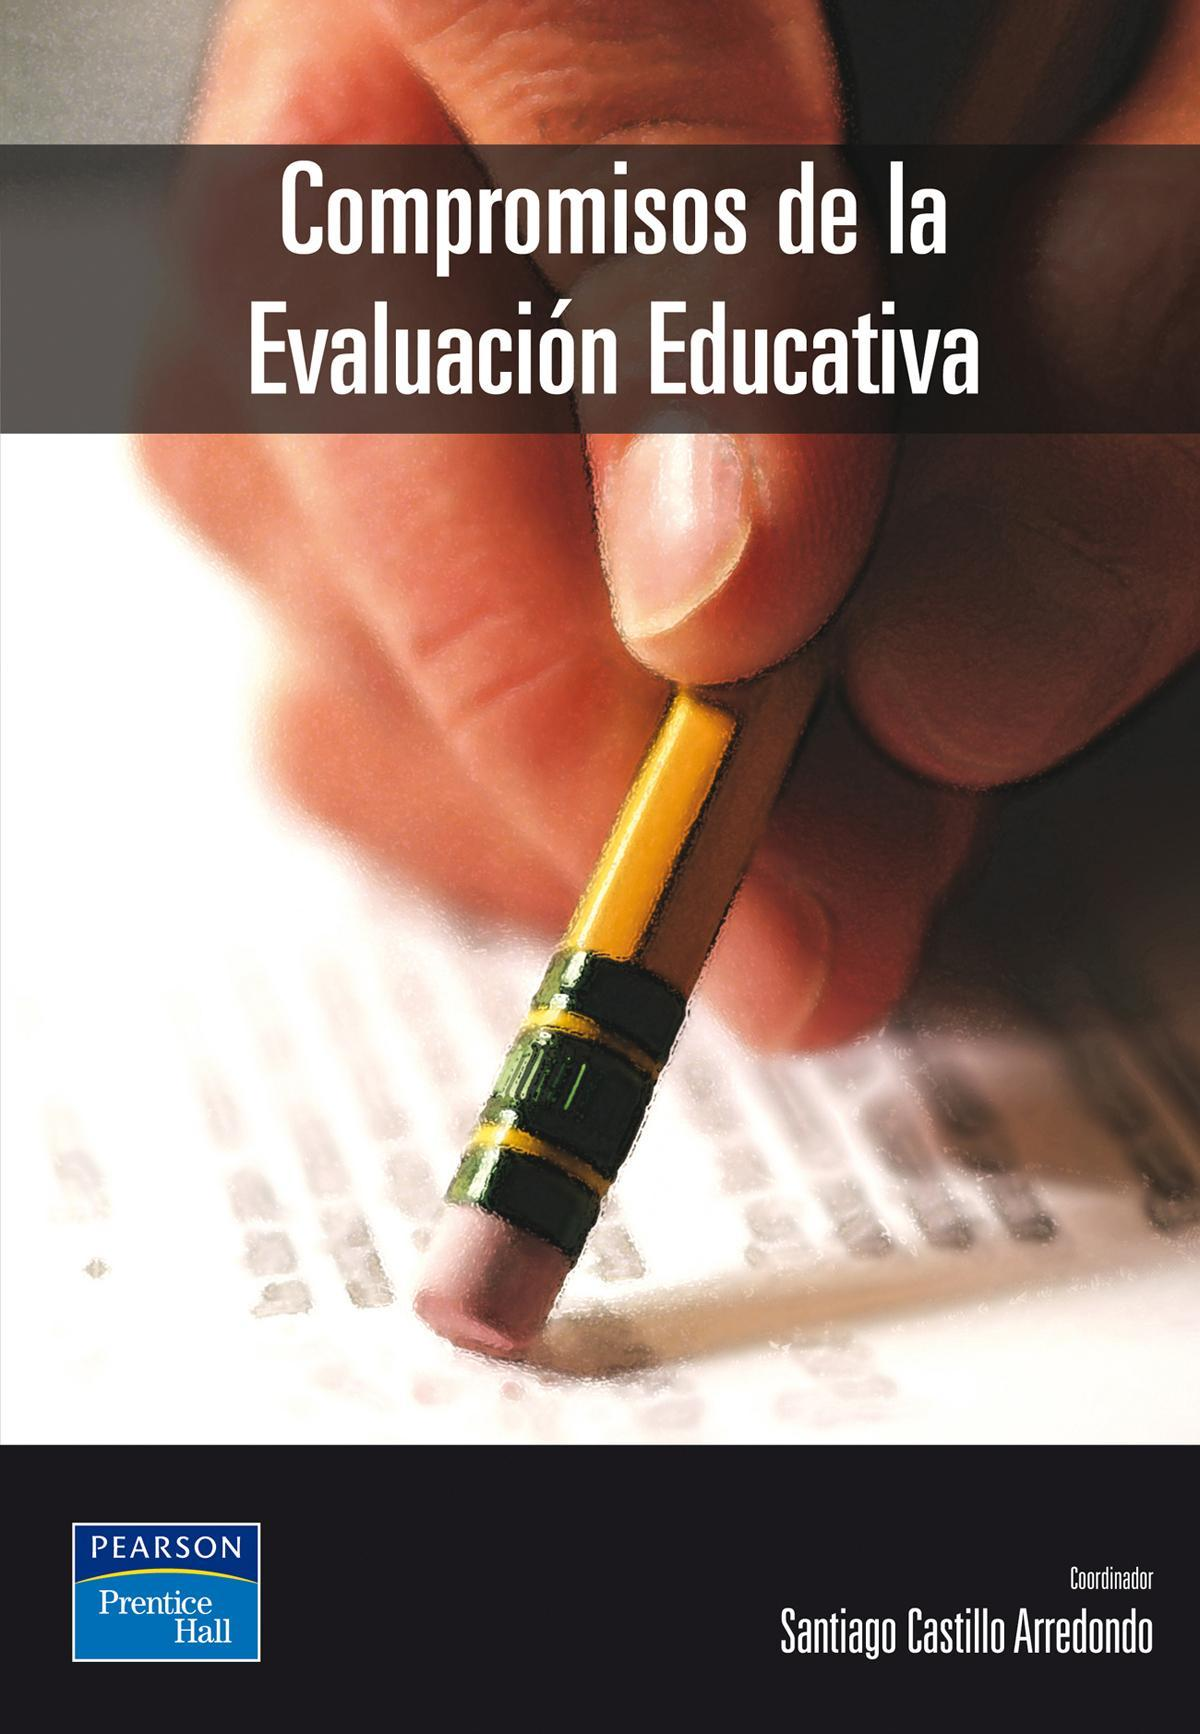 Compromisos de la
Evaluación Educativa
PEARSON
Prentice
Hall
Coordinador
Santiago Castillo Arredondo